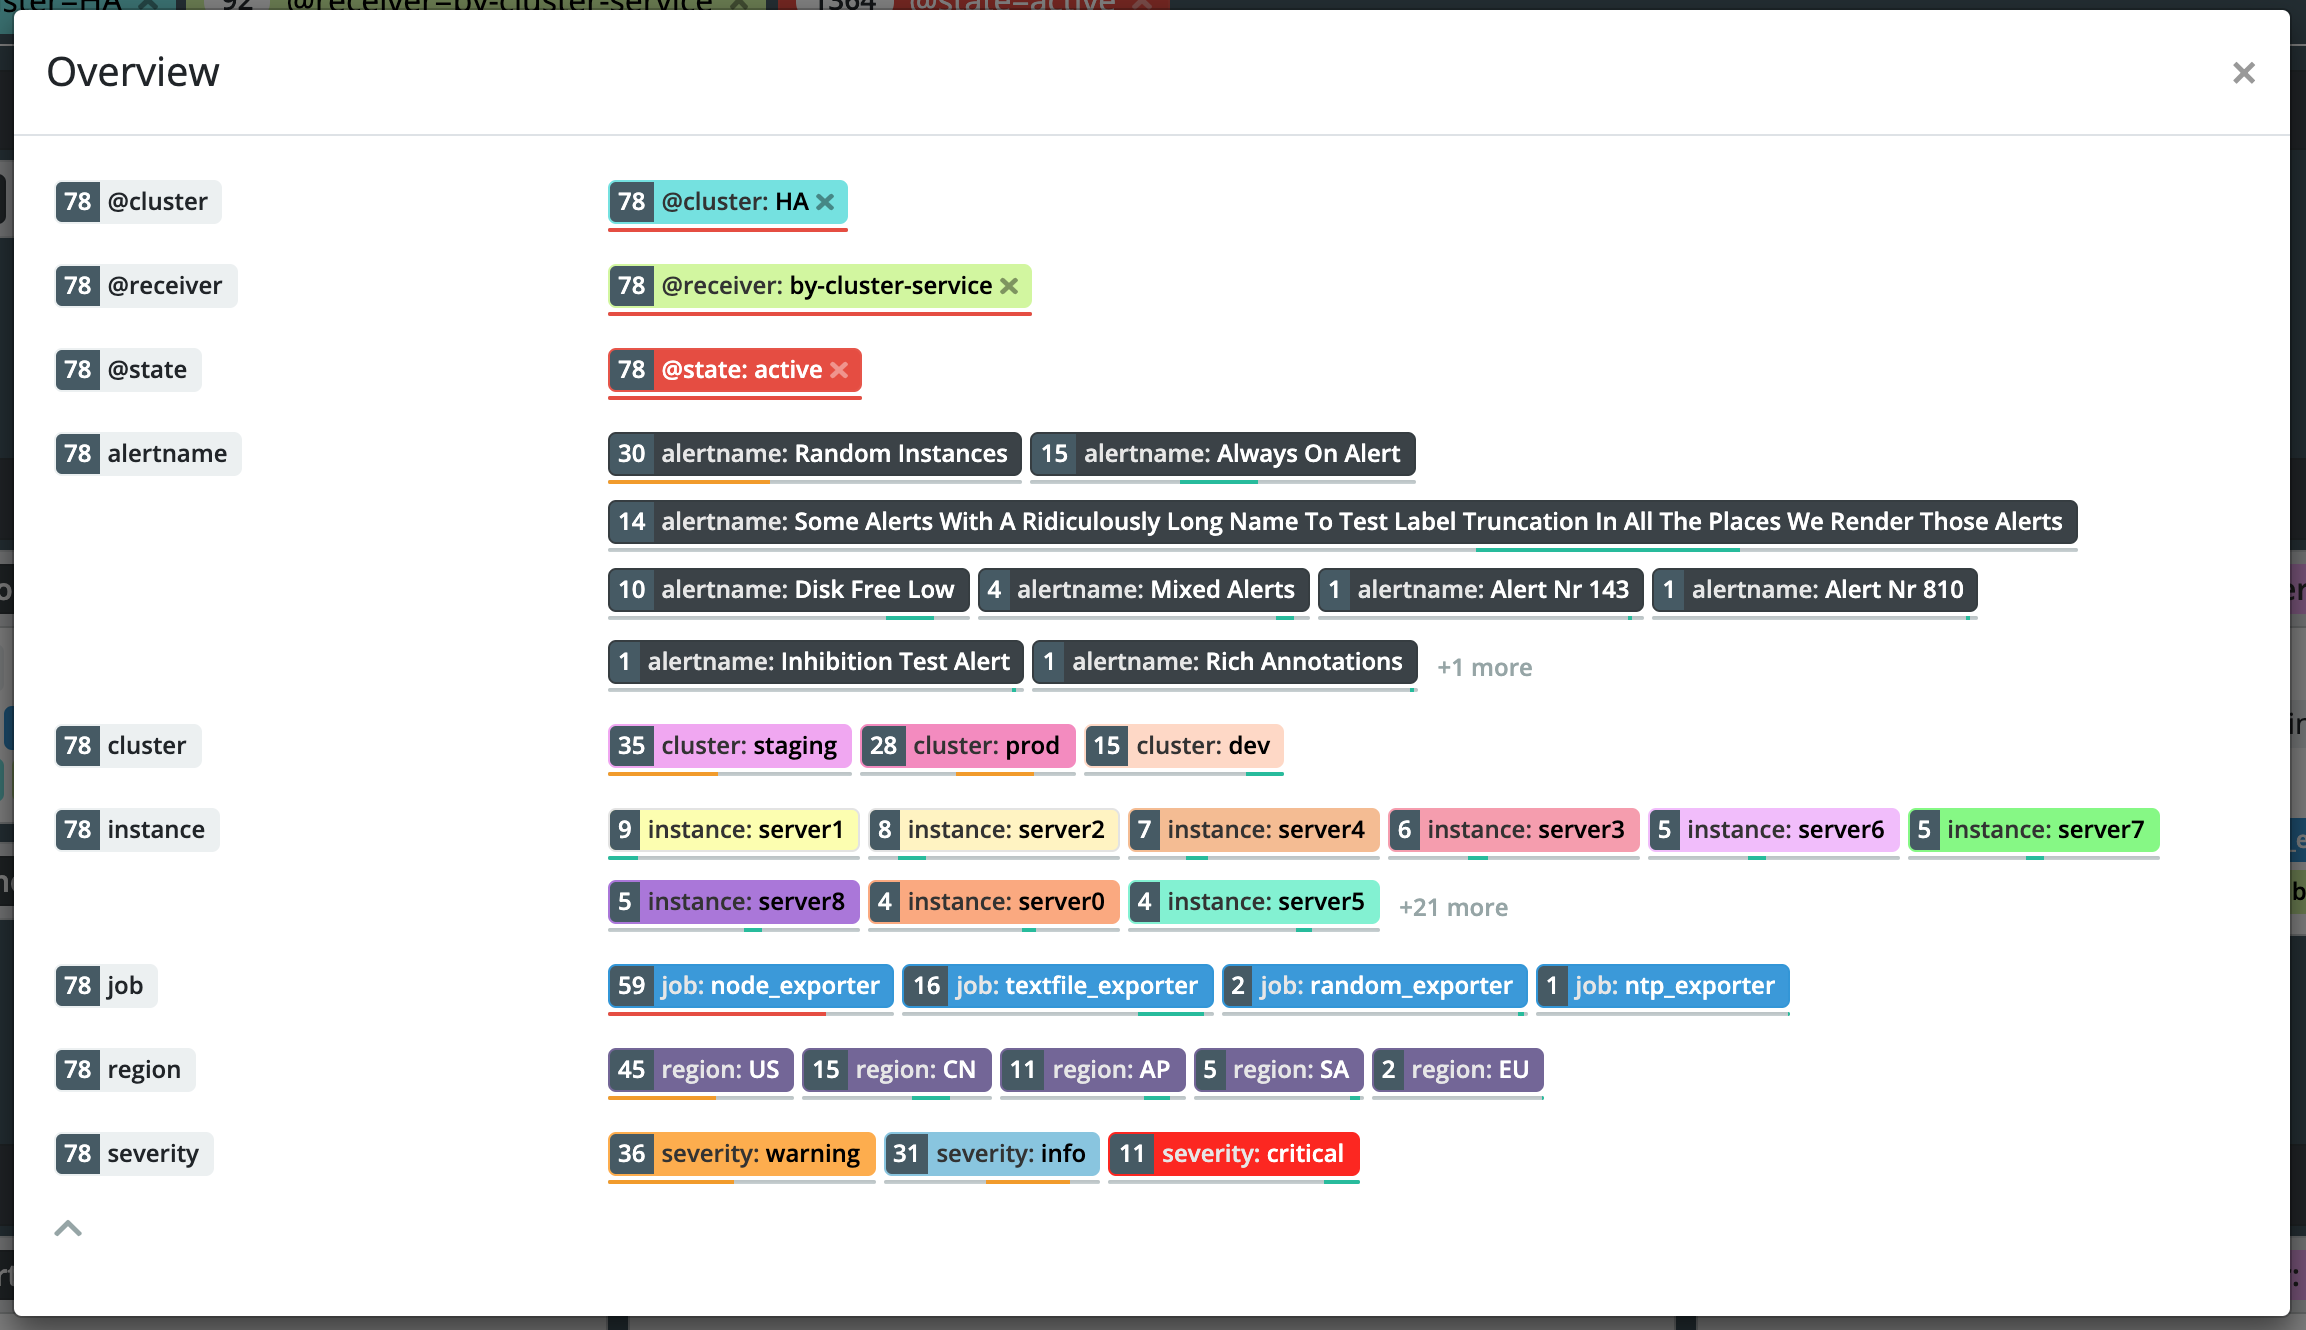 92 @receiver=by-cluster-service 1364 @state=active
Overview
78 @cluster 78 @cluster: HA
78 @receiver 78 @receiver: by-cluster-service
78 @state 78 @state: active
78 alertname 30 alertname: Random Instances 15 alertname: Always On Alert
14 alertname: Some Alerts With A Ridiculously Long Name To Test Label Truncation In All The Places We Render Those Alerts
10 alertname: Disk Free Low 4 alertname: Mixed Alerts 1 alertname: Alert Nr 143 1 alertname: Alert Nr 810
1 alertname: Inhibition Test Alert 1 alertname: Rich Annotations +1 more
78 cluster 35 cluster: staging 28 cluster: prod 15 cluster: dev
78 instance 9 instance: server1 8 instance: server2 7 instance: server4 6 instance: server3 5 instance: server6 5 instance: server7
5 instance: server8 4 instance: server0 4 instance: server5 +21 more
78 job 59 job: node_exporter 16 job: textfile_exporter 2 job: random_exporter 1 job: ntp_exporter
78 region 45 region: US 15 region: CN 11 region: AP 5 region: SA 2 region: EU
78 severity 36 severity: warning 31 severity: info 11 severity: critical